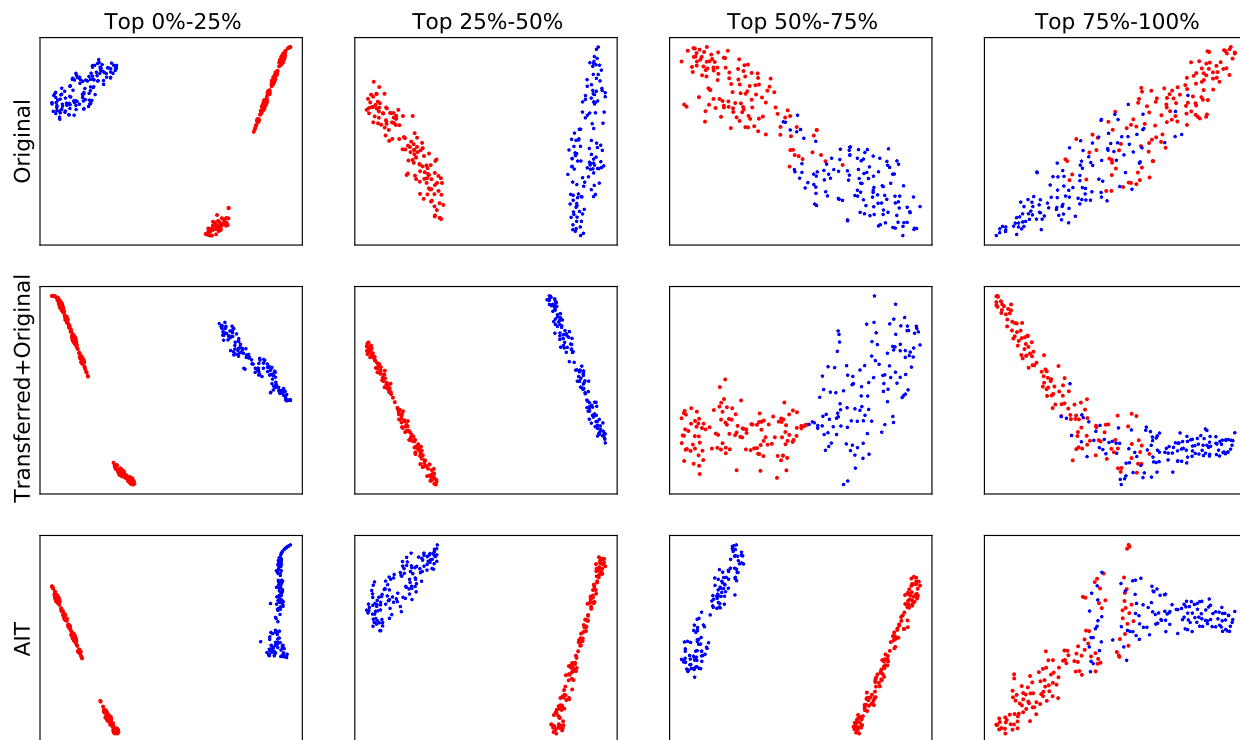 Top 0%-25%
Top 25%-50%
Top 50%-75%
Top 75%-100%
Original
Transferred+Original
AIT